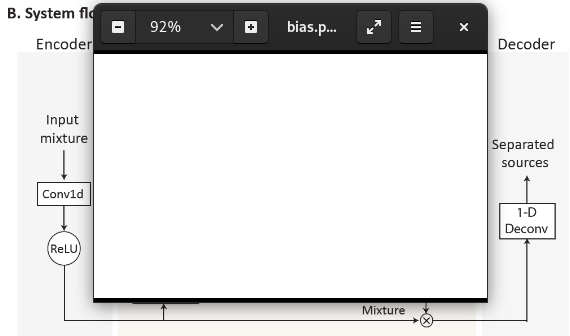 B. System flo
92%
bias.p...
Encoder
Decoder
Input
mixture
Separated
sources
Conv1d
1-D
Deconv
ReLU
Mixture